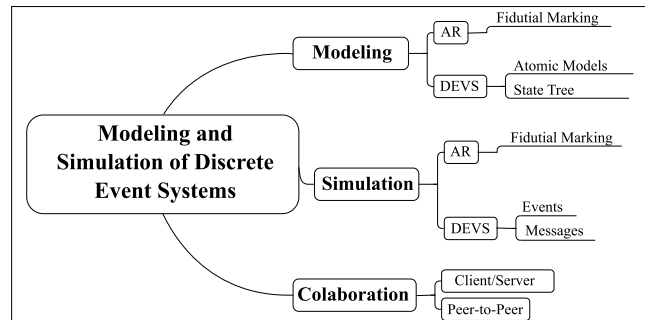 Modeling and
Simulation of Discrete
Event Systems
Modeling
AR
Fidutial Marking
DEVS
Atomic Models
State Tree
Simulation
AR
Fidutial Marking
DEVS
Events
Messages
Colaboration
Client/Server
Peer-to-Peer